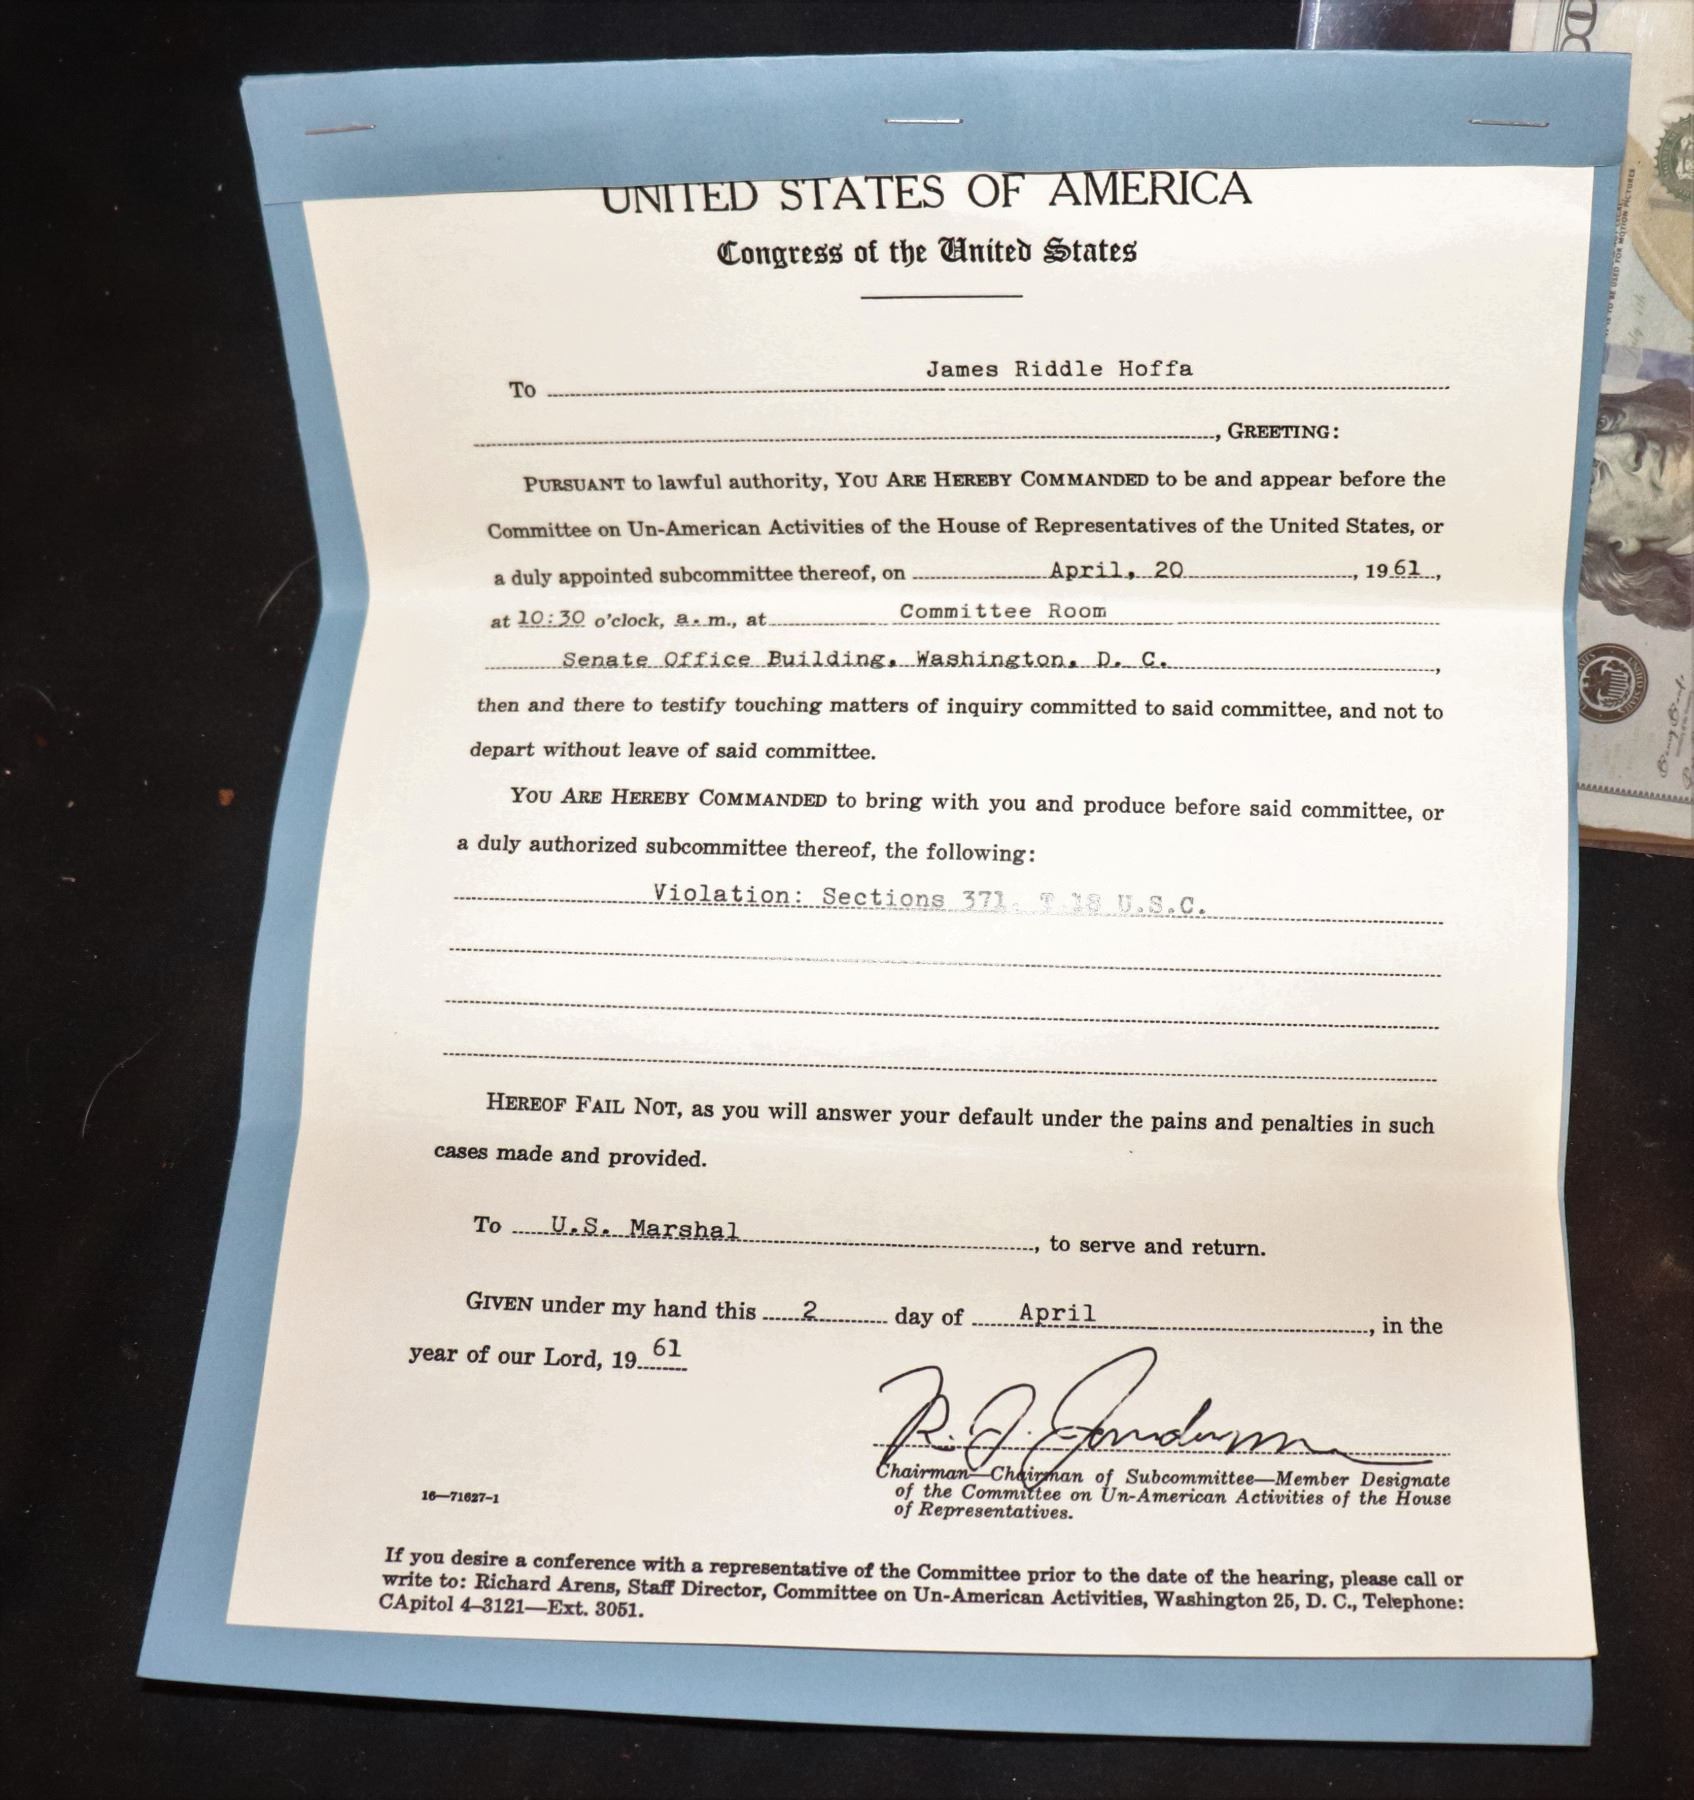 UNITED STATES OF AMERICA
Congress of the United States
James Riddle Hoffa
To
, GREETING:
PURSUANT to lawful authority, YOU ARE HEREBY COMMANDED to be and appear before the
Committee on Un-American Activities of the House of Representatives of the United States, or
a duly appointed subcommittee thereof, on April, 20, 1961,
at 10:30 o'clock, a. m., at Committee Room
Senate Office Building, Washington, D. C.,
then and there to testify touching matters of inquiry committed to said committee, and not to
depart without leave of said committee.
YOU ARE HEREBY COMMANDED to bring with you and produce before said committee, or
a duly authorized subcommittee thereof, the following:
Violation: Sections 371, T.18 U.S.C.
HEREOF FAIL NOT, as you will answer your default under the pains and penalties in such
cases made and provided.
To U.S. Marshal, to serve and return.
GIVEN under my hand this 2 day of April, in the
year of our Lord, 19 61
R. J.
Chairman—Chairman of Subcommittee—Member Designate
of the Committee on Un-American Activities of the House
of Representatives.
16—71627-1
If you desire a conference with a representative of the Committee prior to the date of the hearing, please call or
write to: Richard Arens, Staff Director, Committee on Un-American Activities, Washington 25, D. C., Telephone:
CApitol 4-3121—Ext. 3051.
TO BE USED FOR MOTION PICTURES